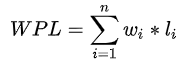 WPL = \sum_{i=1}^{n} w_i * l_i